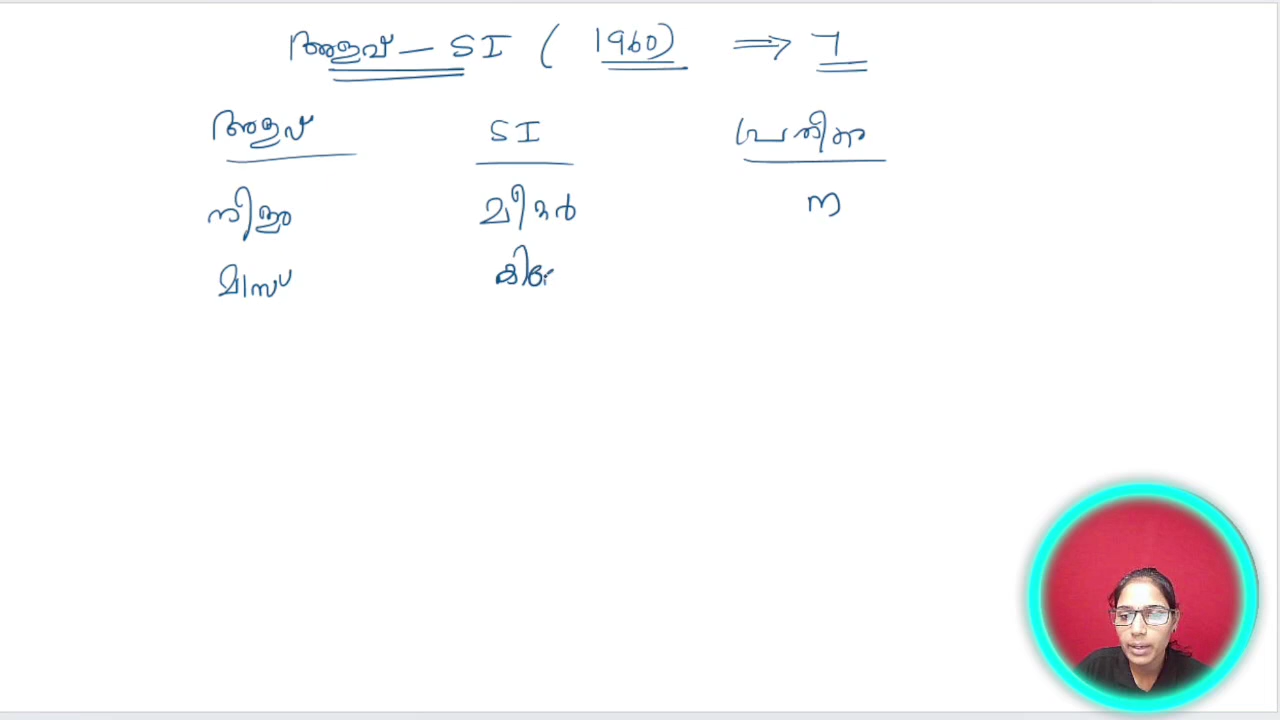 അളവ് – SI ( 1960) ⇒ 7
അളവ് SI പ്രതീകം
നീളം മീറ്റർ m
മാസ് കിലോ